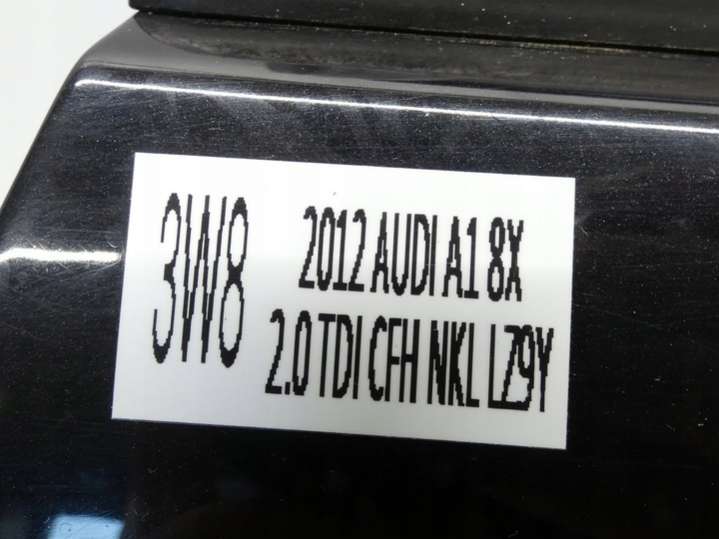 3W8
2012 AUDI A1 8X
2.0 TDI CFH NKL LZ9Y